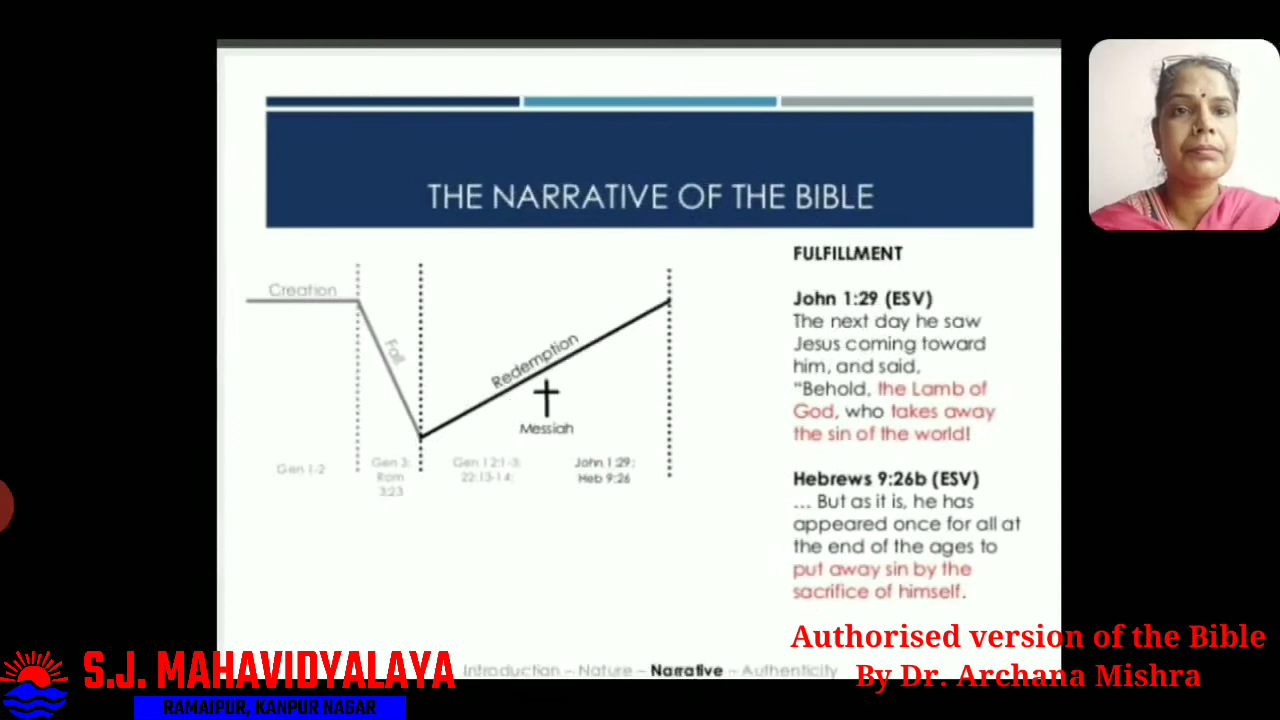 THE NARRATIVE OF THE BIBLE
Creation
Fall
Redemption
Messiah
Gen 1-2
Gen 3;
Rom
3:23
Gen 12:1-3;
22:13-14;
John 1:29;
Heb 9:26
FULFILLMENT
John 1:29 (ESV)
The next day he saw
Jesus coming toward
him, and said,
"Behold, the Lamb of
God, who takes away
the sin of the world!
Hebrews 9:26b (ESV)
... But as it is, he has
appeared once for all at
the end of the ages to
put away sin by the
sacrifice of himself.
Introduction – Nature – Narrative – Authenticity
Authorised version of the Bible
By Dr. Archana Mishra
S.J. MAHAVIDYALAYA
RAMAIPUR, KANPUR NAGAR